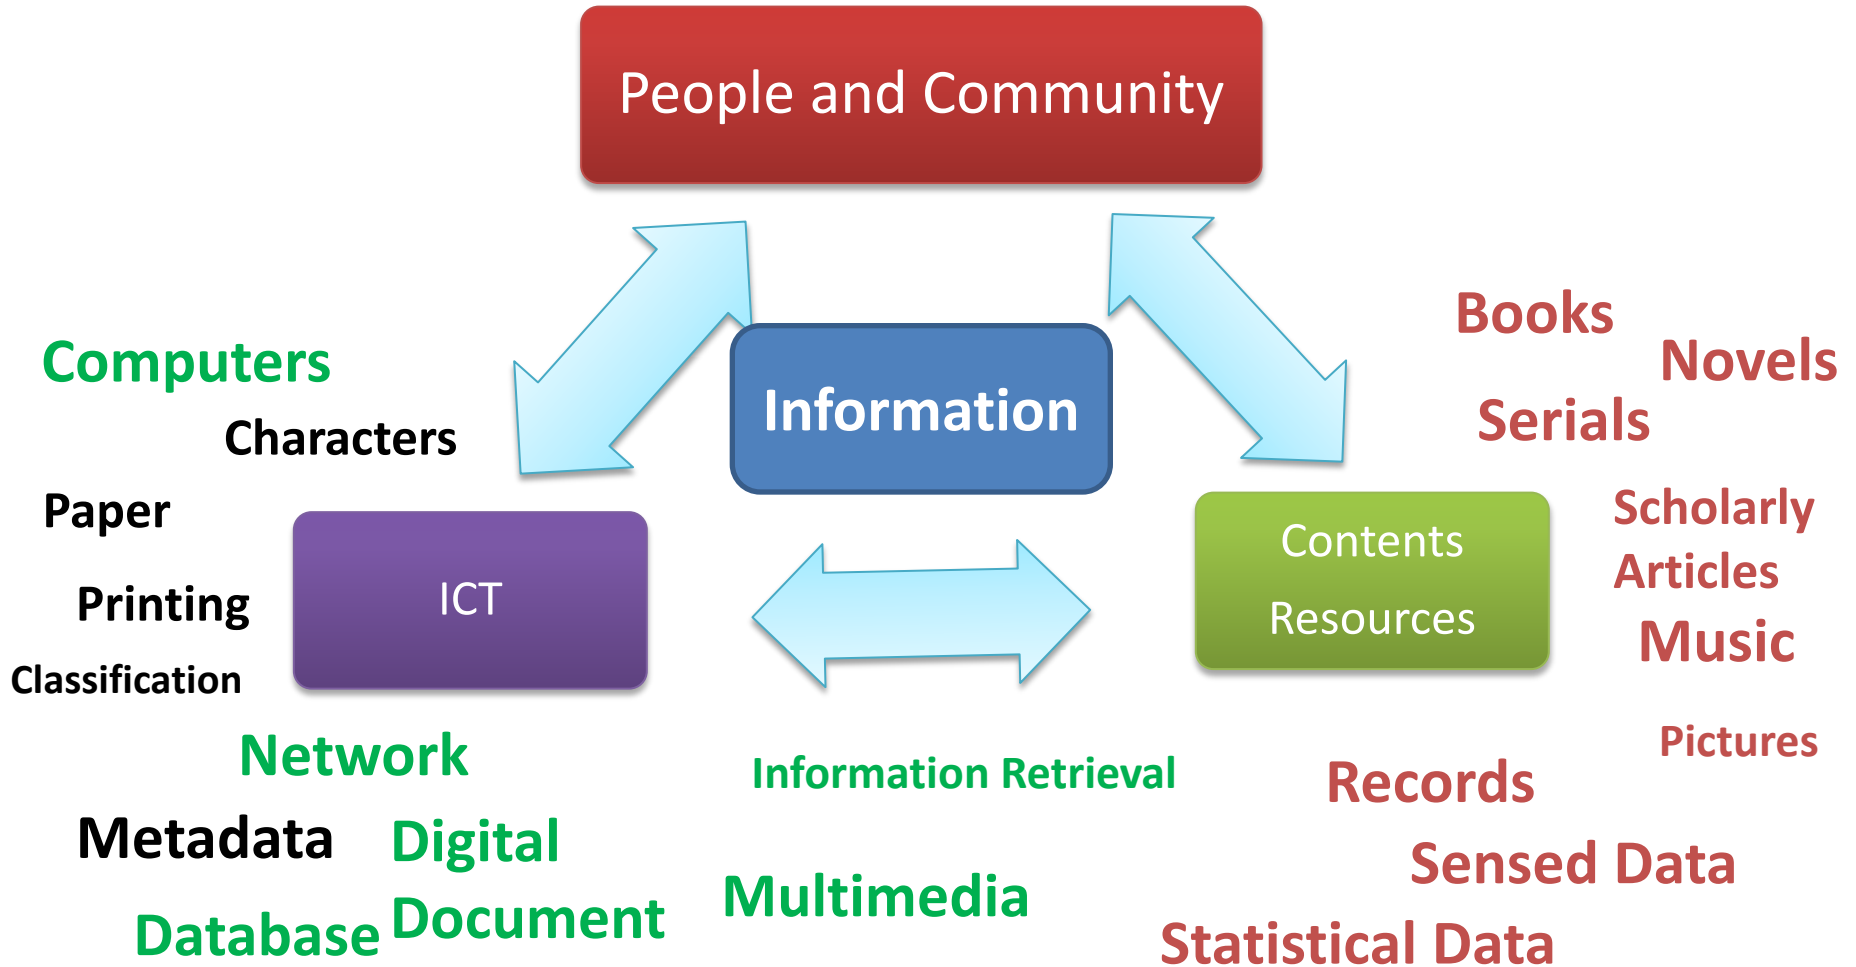 People and Community
Information
Computers
Characters
Paper
Printing
Classification
ICT
Contents
Resources
Books
Novels
Serials
Scholarly
Articles
Music
Pictures
Network
Metadata
Digital
Document
Database
Information Retrieval
Multimedia
Records
Sensed Data
Statistical Data